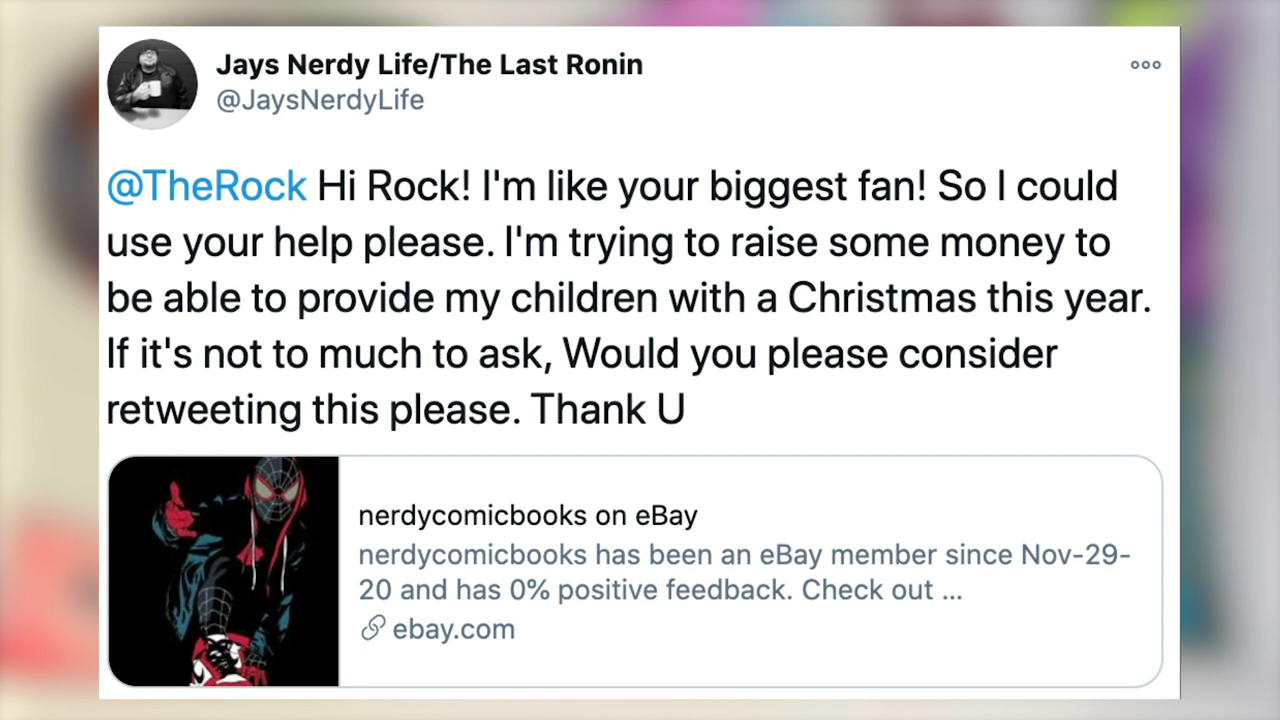 Jays Nerdy Life/The Last Ronin
@JaysNerdyLife
@TheRock Hi Rock! I'm like your biggest fan! So I could
use your help please. I'm trying to raise some money to
be able to provide my children with a Christmas this year.
If it's not to much to ask, Would you please consider
retweeting this please. Thank U
nerdycomicbooks on eBay
nerdycomicbooks has been an eBay member since Nov-29-
20 and has 0% positive feedback. Check out ...
ebay.com